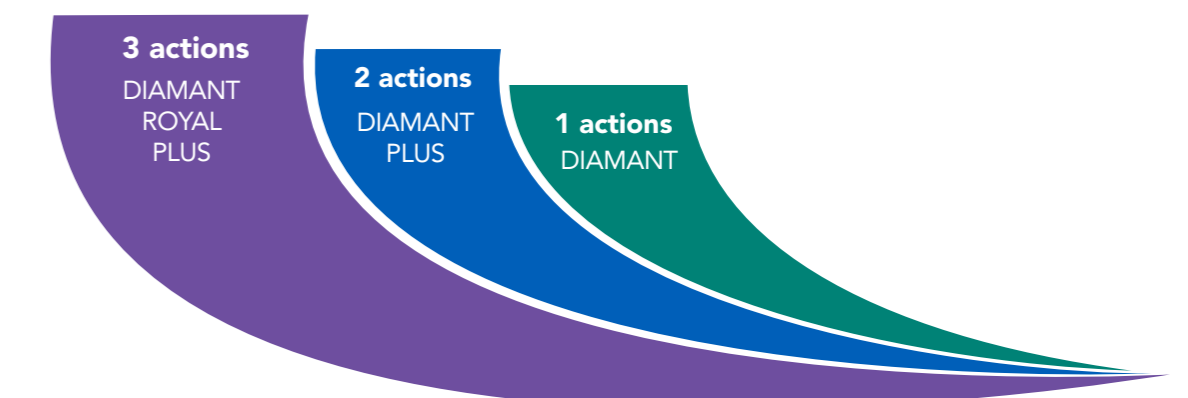 3 actions
DIAMANT
ROYAL
PLUS
2 actions
DIAMANT
PLUS
1 actions
DIAMANT